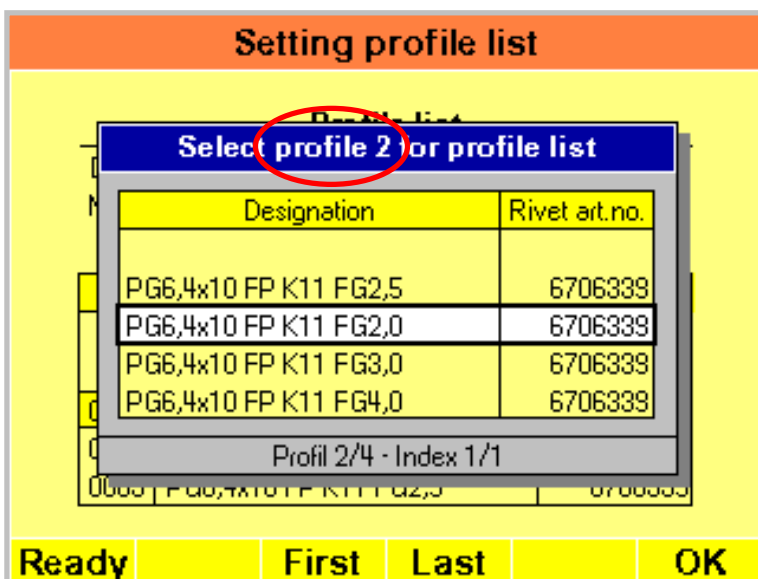 Setting profile list
Select profile 2 for profile list
Designation Rivet art.no.
PG6,4x10 FP K11 FG2,5 6706339
PG6,4x10 FP K11 FG2,0 6706339
PG6,4x10 FP K11 FG3,0 6706339
PG6,4x10 FP K11 FG4,0 6706339
Profil 2/4 - Index 1/1
Ready First Last OK